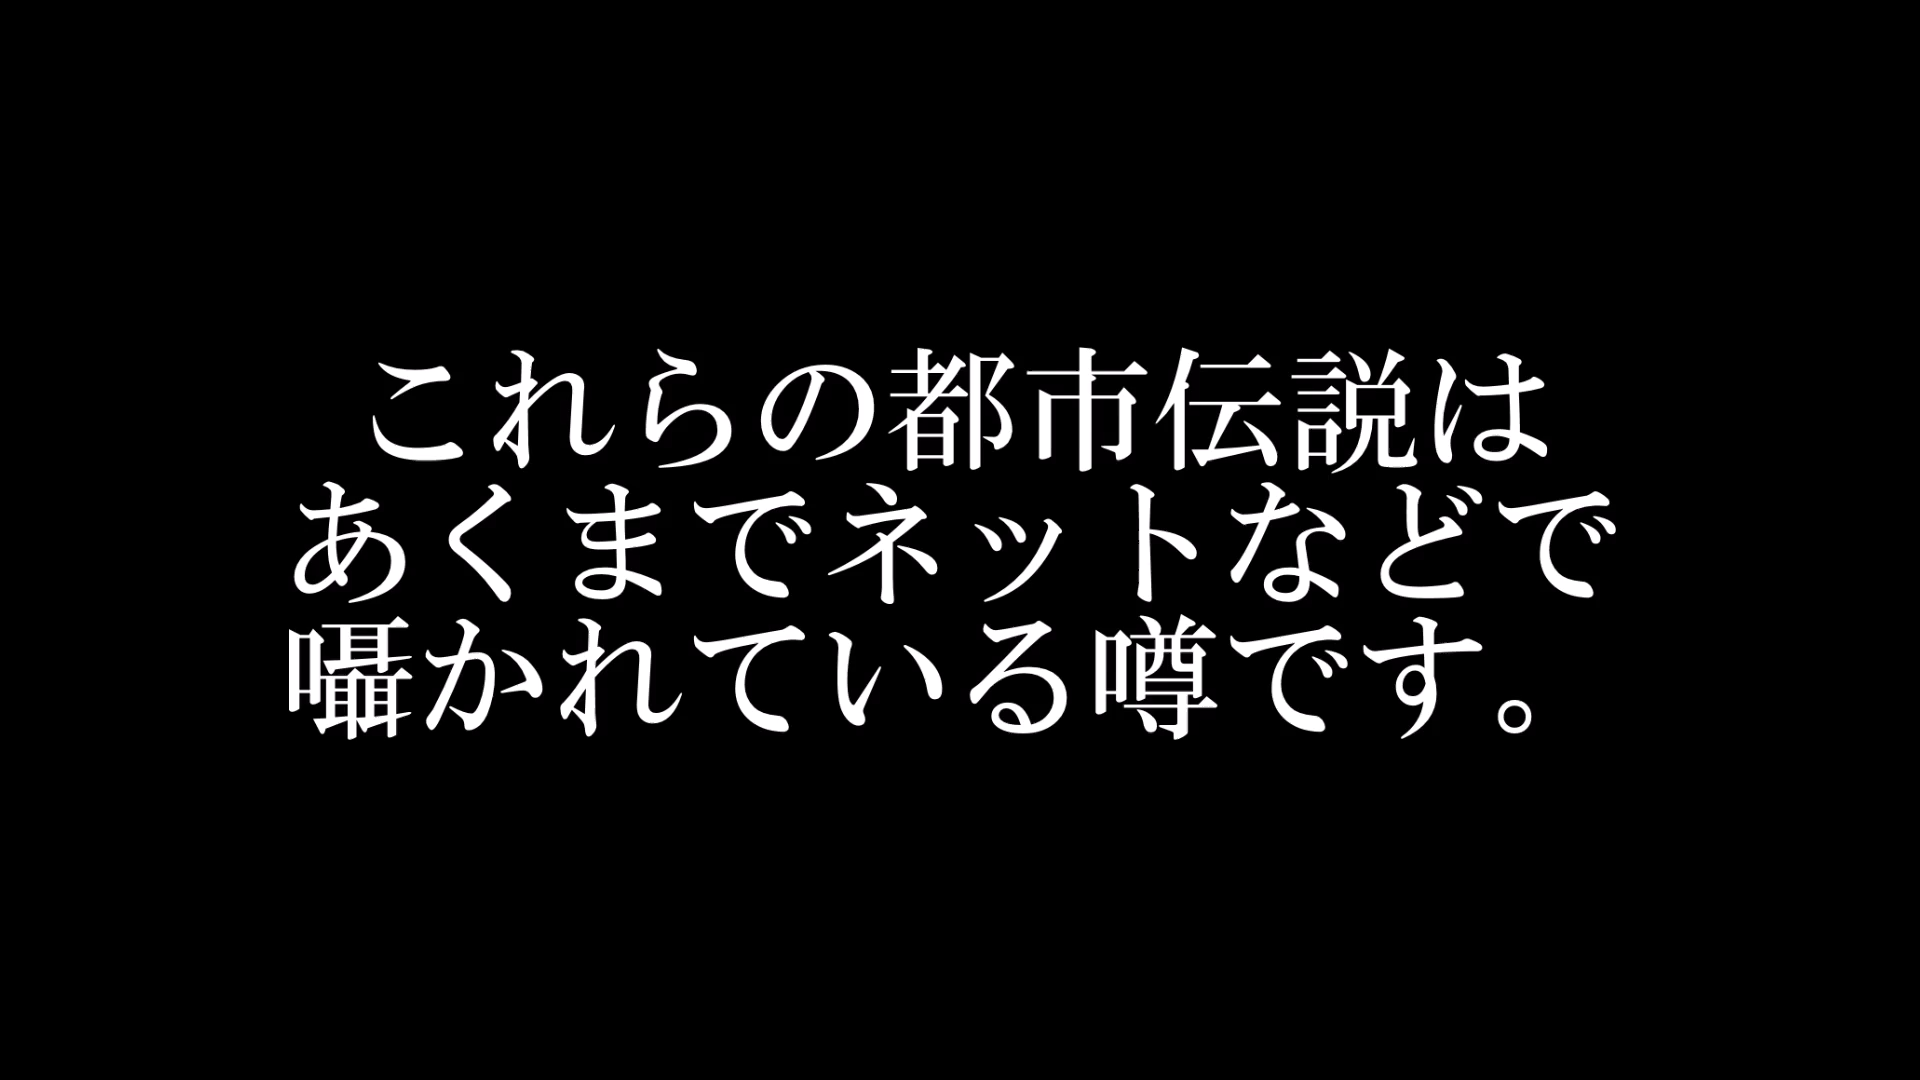 これらの都市伝説は
あくまでネットなどで
囁かれている噂です。